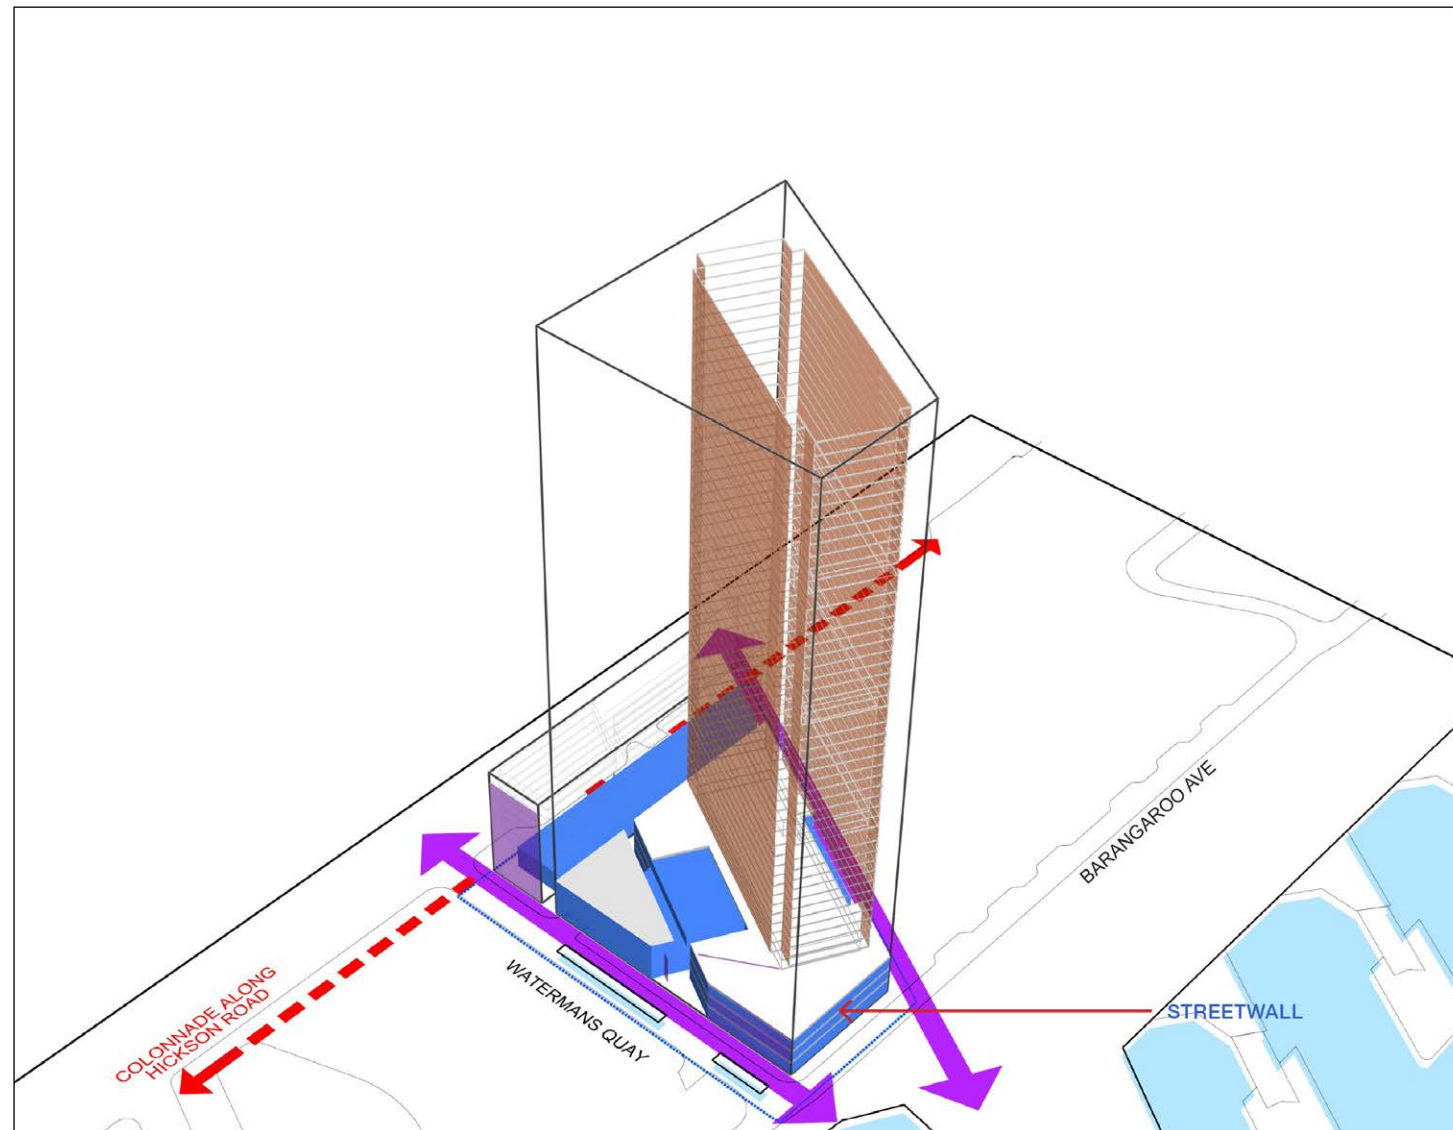 BARANGAROO AVE
COLONNADE ALONG
HICKSON ROAD
WATERMANS QUAY
STREETWALL